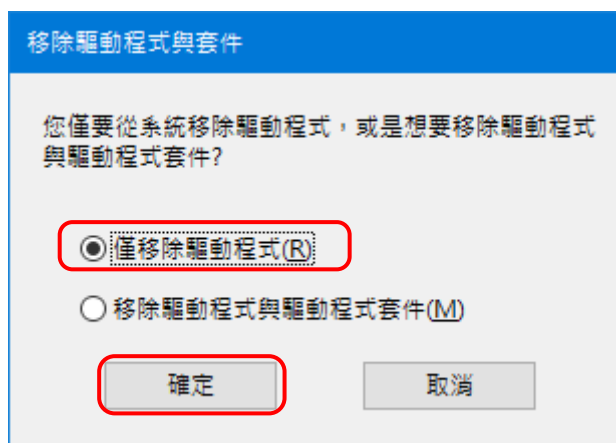 移除驅動程式與套件
您僅要從系統移除驅動程式，或是想要移除驅動程式
與驅動程式套件?
僅移除驅動程式(R)
移除驅動程式與驅動程式套件(M)
確定 取消